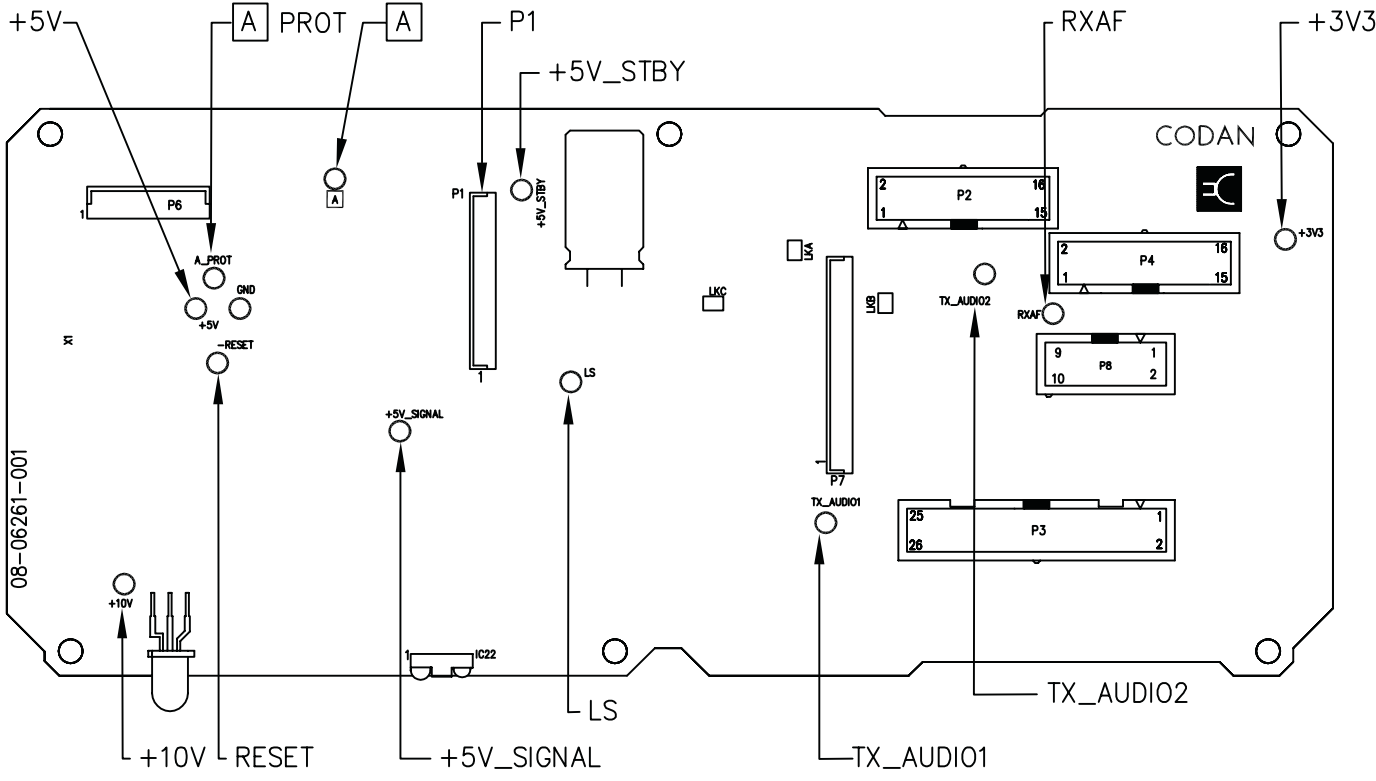 +5V
A PROT
A
P1
RXAF
+3V3
+5V_STBY
CODAN
2 16
P2
1 15
P1
+5V_STBY
P6
1
A
+3V3
2 16
P4
1 15
A_PROT
GND
+5V
LKA
LKC
LKB
TX_AUDIO2
RXAF
X1
-RESET
9 1
P8
10 2
1
LS
+5V_SIGNAL
1
P7
08-06261-001
TX_AUDIO1
25 1
P3
26 2
+10V
1 IC22
TX_AUDIO2
LS
+10V
RESET
+5V_SIGNAL
TX_AUDIO1